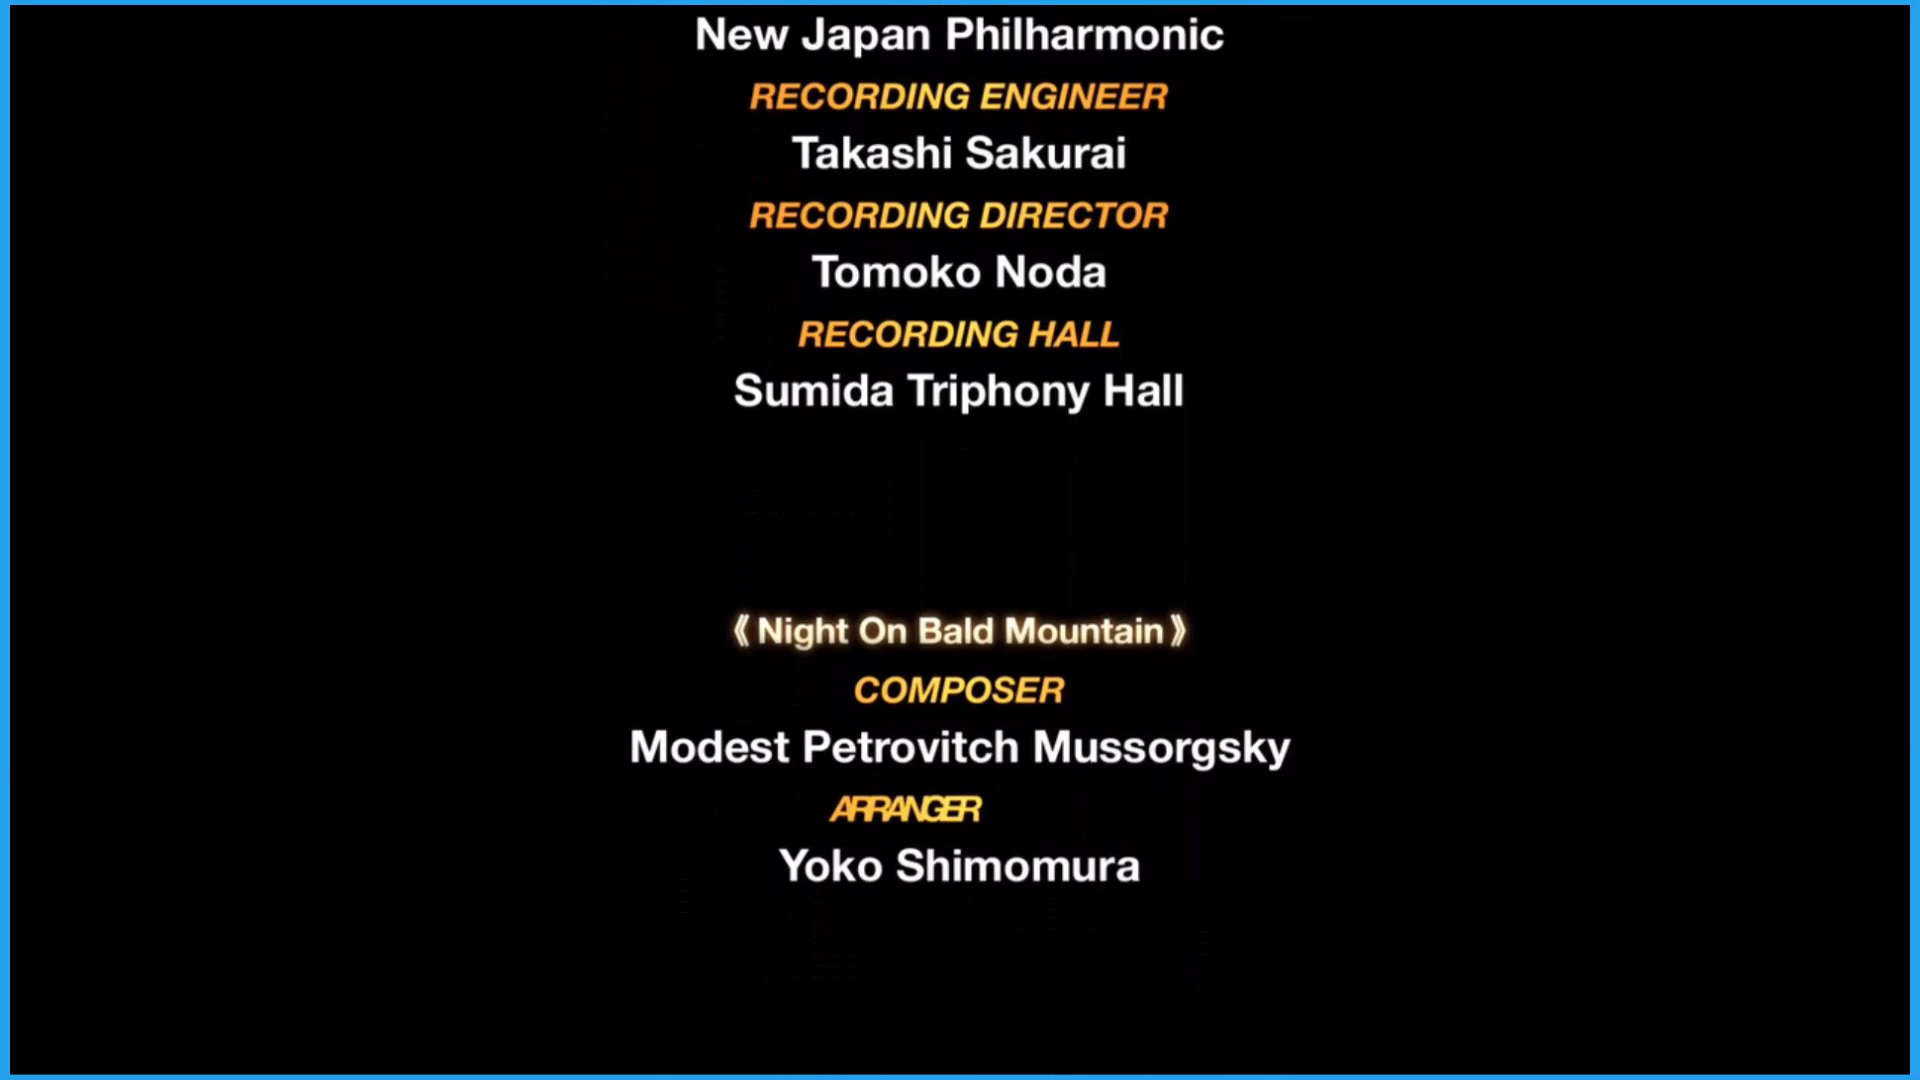 New Japan Philharmonic
RECORDING ENGINEER
Takashi Sakurai
RECORDING DIRECTOR
Tomoko Noda
RECORDING HALL
Sumida Triphony Hall
《Night On Bald Mountain》
COMPOSER
Modest Petrovitch Mussorgsky
ARRANGER
Yoko Shimomura